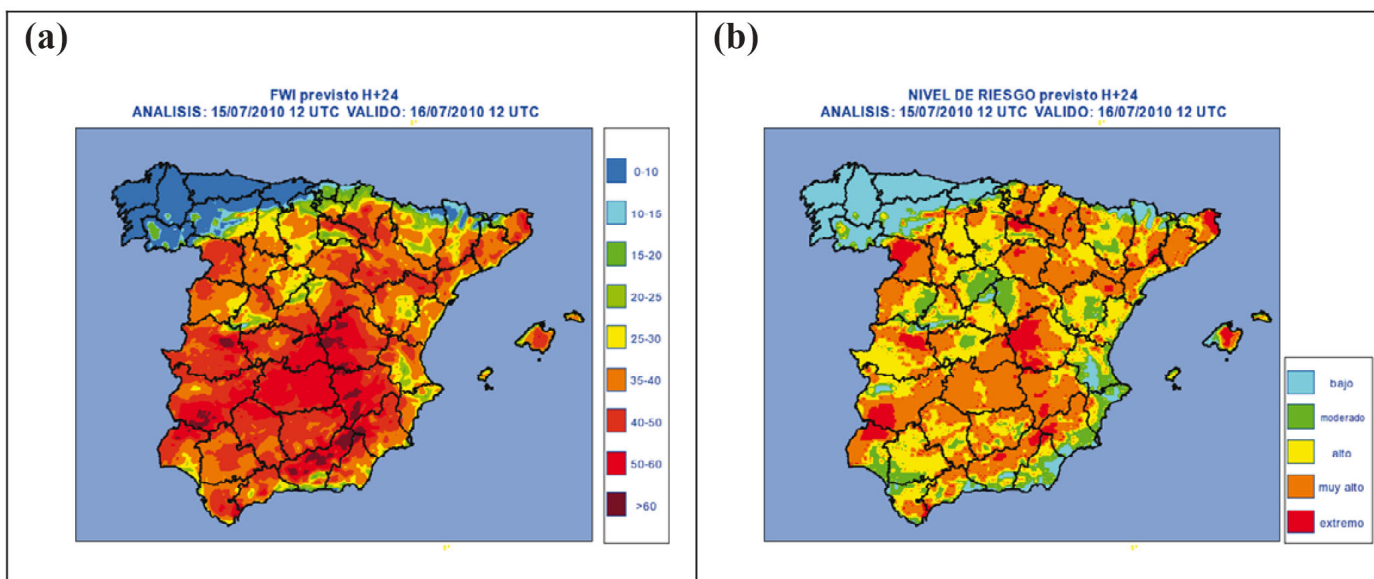 (a)
FWI previsto H+24
ANALISIS: 15/07/2010 12 UTC VALIDO: 16/07/2010 12 UTC
0-10
10-15
15-20
20-25
25-30
35-40
40-50
50-60
>60
(b)
NIVEL DE RIESGO previsto H+24
ANALISIS: 15/07/2010 12 UTC VALIDO: 16/07/2010 12 UTC
bajo
moderado
alto
muy alto
extremo